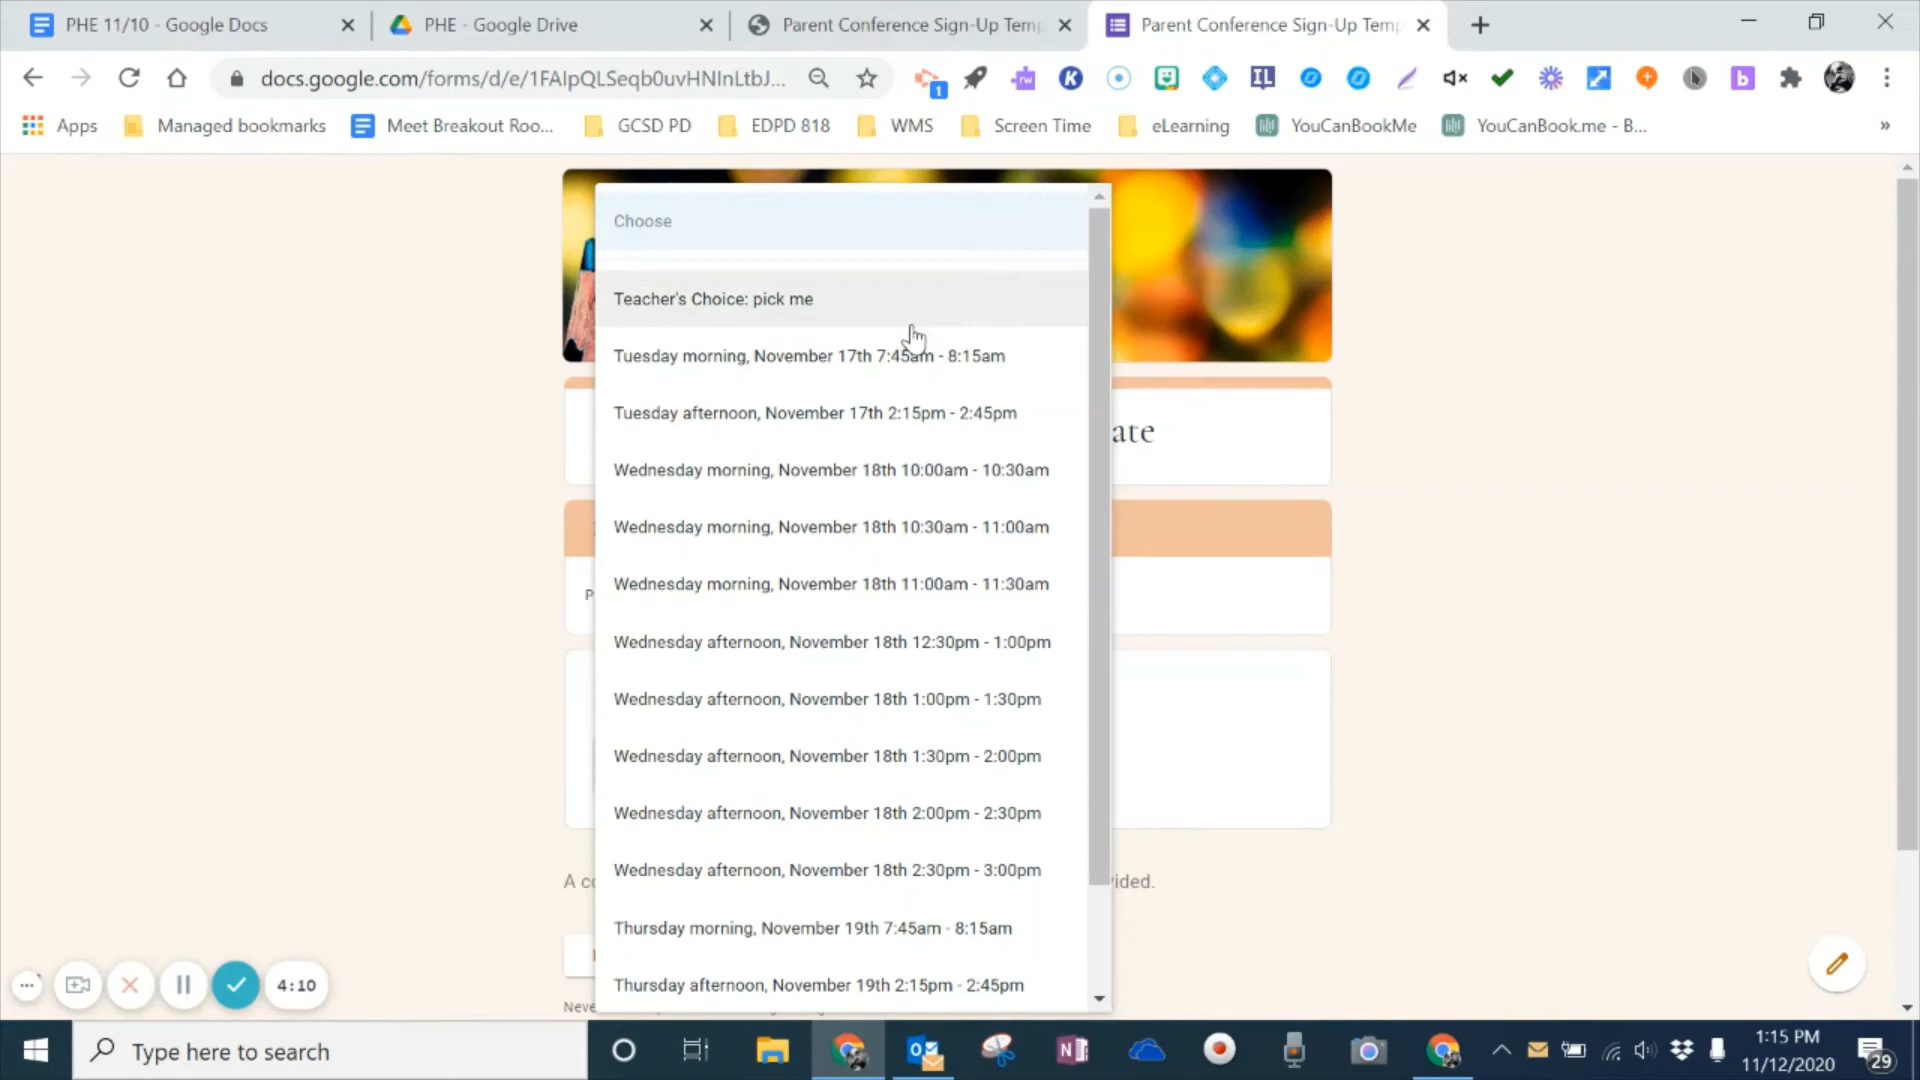 PHE 11/10 - Google Docs
PHE - Google Drive
Parent Conference Sign-Up Temp
Parent Conference Sign-Up Temp
docs.google.com/forms/d/e/1FAIpQLSeqb0uvHNInLtbJ...
1
rw
K
IL
b
Apps
Managed bookmarks
Meet Breakout Roo...
GCSD PD
EDPD 818
WMS
Screen Time
eLearning
YouCanBookMe
YouCanBook.me - B...
»
Choose
Teacher's Choice: pick me
Tuesday morning, November 17th 7:45am - 8:15am
Tuesday afternoon, November 17th 2:15pm - 2:45pm
ate
Wednesday morning, November 18th 10:00am - 10:30am
Wednesday morning, November 18th 10:30am - 11:00am
Wednesday morning, November 18th 11:00am - 11:30am
P
Wednesday afternoon, November 18th 12:30pm - 1:00pm
Wednesday afternoon, November 18th 1:00pm - 1:30pm
Wednesday afternoon, November 18th 1:30pm - 2:00pm
Wednesday afternoon, November 18th 2:00pm - 2:30pm
Wednesday afternoon, November 18th 2:30pm - 3:00pm
A co
vided.
Thursday morning, November 19th 7:45am - 8:15am
Thursday afternoon, November 19th 2:15pm - 2:45pm
Neve
4:10
Type here to search
1:15 PM
11/12/2020
29